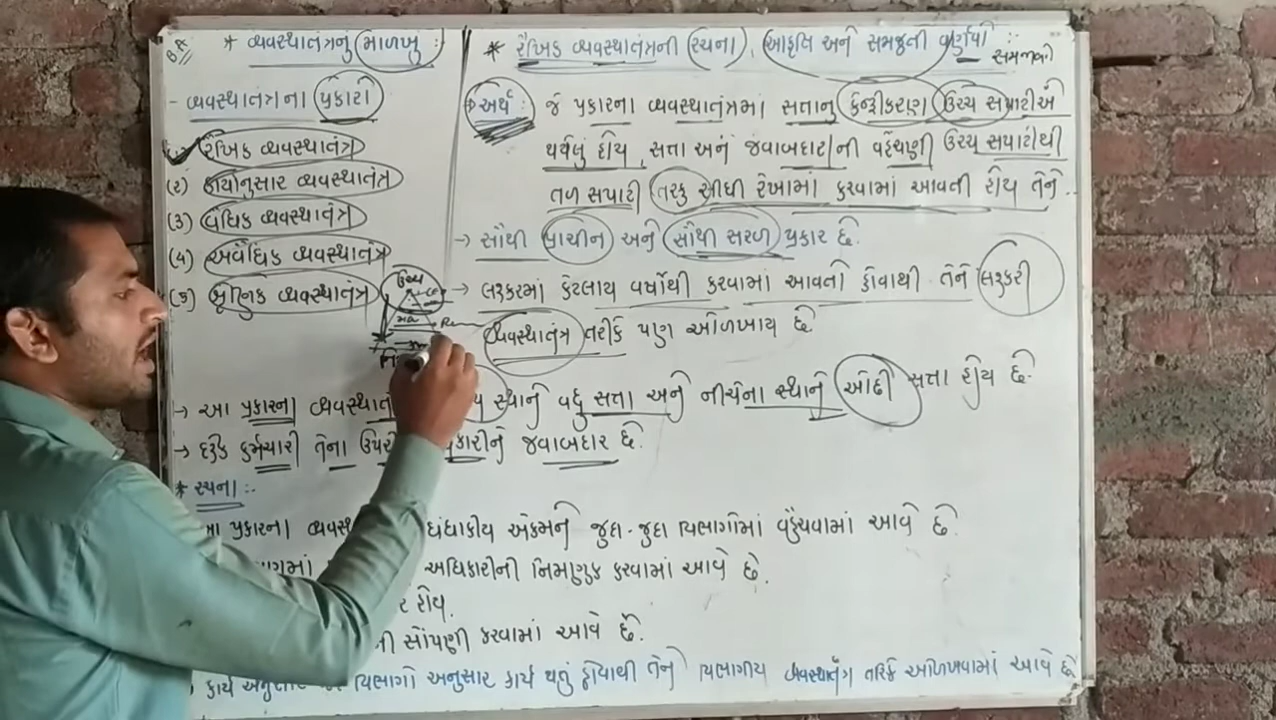 * વ્યવસ્થાતંત્રનું માળખુ :-
- વ્યવસ્થાતંત્રના પ્રકારો
રૈખિક વ્યવસ્થાતંત્ર
(૨) કાર્યાનુસાર વ્યવસ્થાતંત્ર
(૩) વૈધિક વ્યવસ્થાતંત્ર
(૪) અવૈધિક વ્યવસ્થાતંત્ર
(૫) શ્રેણિક વ્યવસ્થાતંત્ર
ઉચ્ચ
મધ્ય
* રૈખિક વ્યવસ્થાતંત્રની રચના, આકૃતિ અને સમજુતી વર્ણવો
સમજાવો
→ અર્થ: જે પ્રકારના વ્યવસ્થાતંત્રમાં સત્તાનુ કેન્દ્રીકરણ ઉચ્ચ સપાટીએ
થયેલું હોય, સત્તા અને જવાબદારીની વહેંચણી ઉચ્ચ સપાટીથી
તળ સપાટી તરફ સીધી રેખામાં કરવામાં આવતી હોય તેને..
→ સૌથી પ્રાચીન અને સૌથી સરળ પ્રકાર છે.
→ લશ્કરમાં કેટલાય વર્ષોથી કરવામાં આવતી હોવાથી તેને લશ્કરી
વ્યવસ્થાતંત્ર તરીકે પણ ઓળખાય છે
→ આ પ્રકારના સ્થાને વધુ સત્તા અને નીચેના સ્થાને ઓછી સત્તા હોય છે.
→ દરેક કર્મચારી તેના જવાબદાર છે.
* રચના :-
પ્રકારના ધંધાકીય એકમને જુદા-જુદા વિભાગોમાં વહેંચવામાં આવે છે.
અધિકારીની નિમણુક કરવામાં આવે છે.
હોય.
સોંપણી કરવામાં આવે છે.
કાર્ય વિભાગો અનુસાર કાર્ય થતું હોવાથી તેને વિભાગીય વ્યવસ્થાતંત્ર તરીકે ઓળખવામાં આવે છે